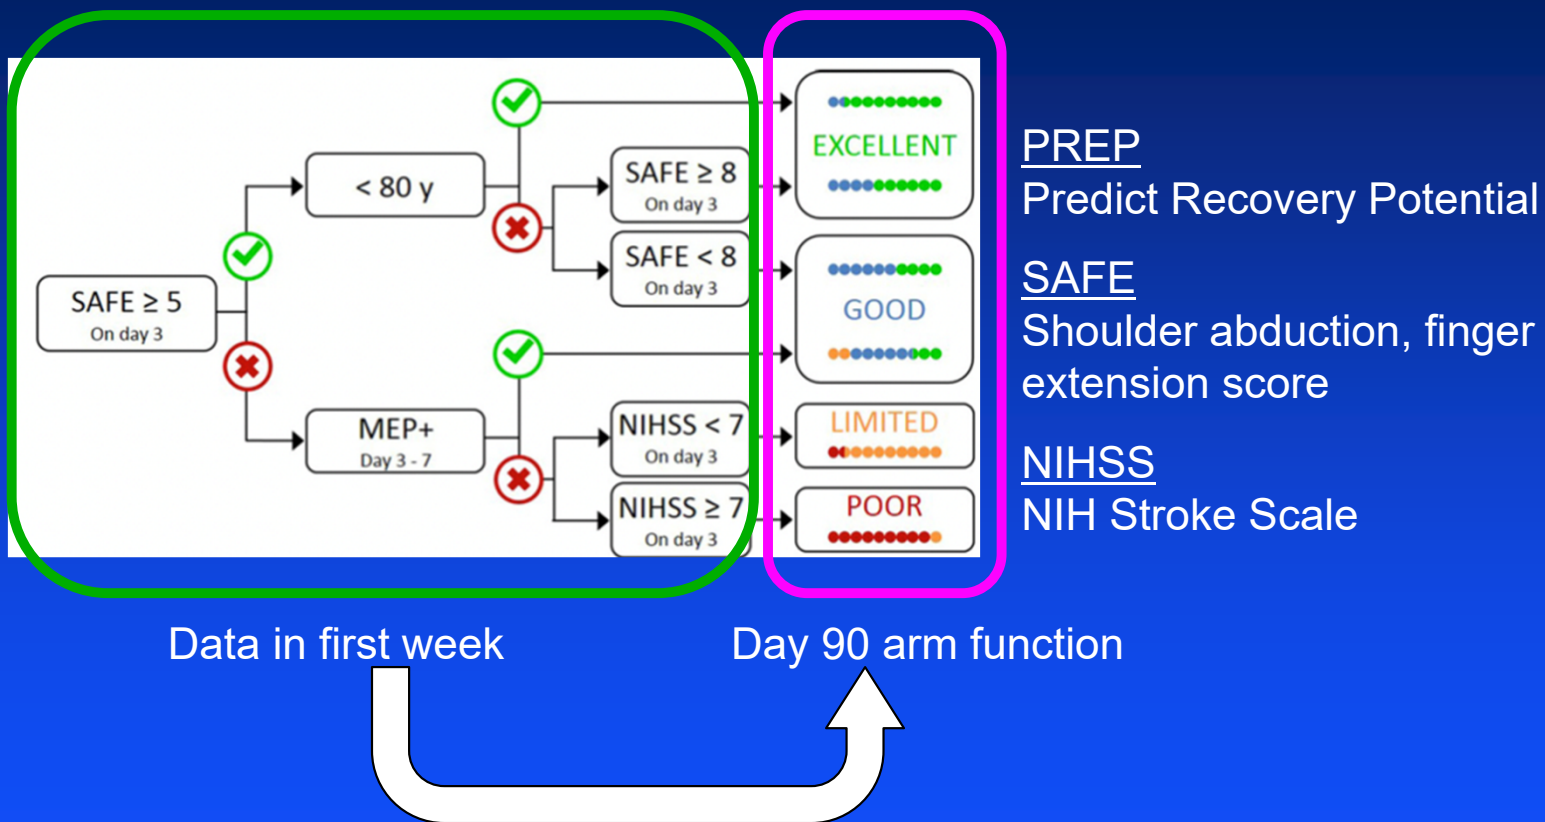 SAFE ≥ 5
On day 3
< 80 y
MEP+
Day 3 - 7
SAFE ≥ 8
On day 3
SAFE < 8
On day 3
NIHSS < 7
On day 3
NIHSS ≥ 7
On day 3
EXCELLENT
GOOD
LIMITED
POOR
PREP
Predict Recovery Potential
SAFE
Shoulder abduction, finger
extension score
NIHSS
NIH Stroke Scale
Data in first week
Day 90 arm function